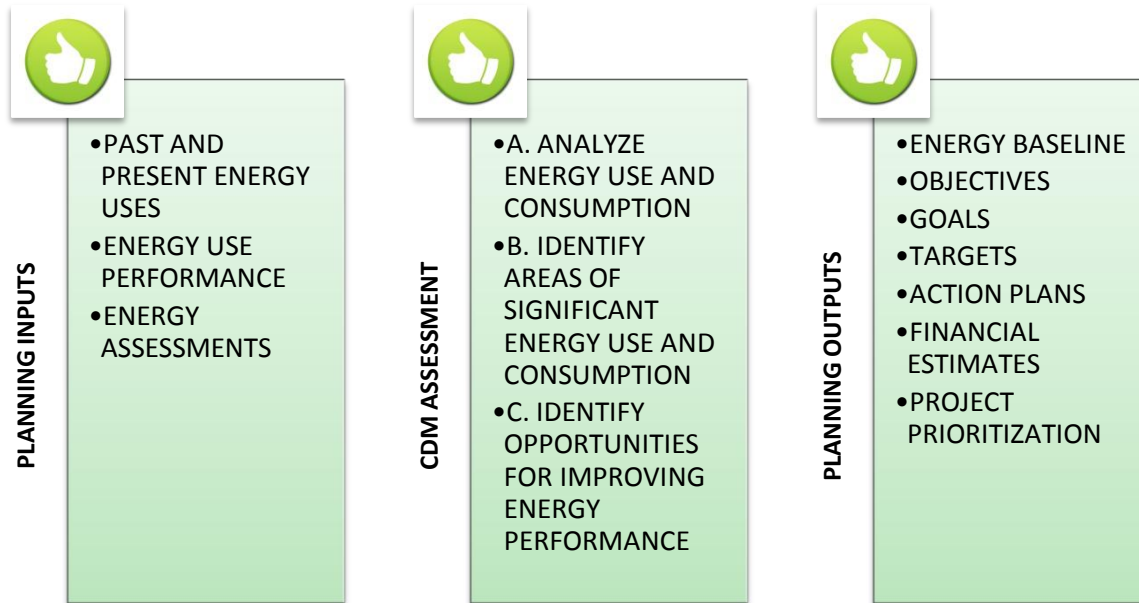 PLANNING INPUTS
•PAST AND
PRESENT ENERGY
USES
•ENERGY USE
PERFORMANCE
•ENERGY
ASSESSMENTS
CDM ASSESSMENT
•A. ANALYZE
ENERGY USE AND
CONSUMPTION
•B. IDENTIFY
AREAS OF
SIGNIFICANT
ENERGY USE AND
CONSUMPTION
•C. IDENTIFY
OPPORTUNITIES
FOR IMPROVING
ENERGY
PERFORMANCE
PLANNING OUTPUTS
•ENERGY BASELINE
•OBJECTIVES
•GOALS
•TARGETS
•ACTION PLANS
•FINANCIAL
ESTIMATES
•PROJECT
PRIORITIZATION